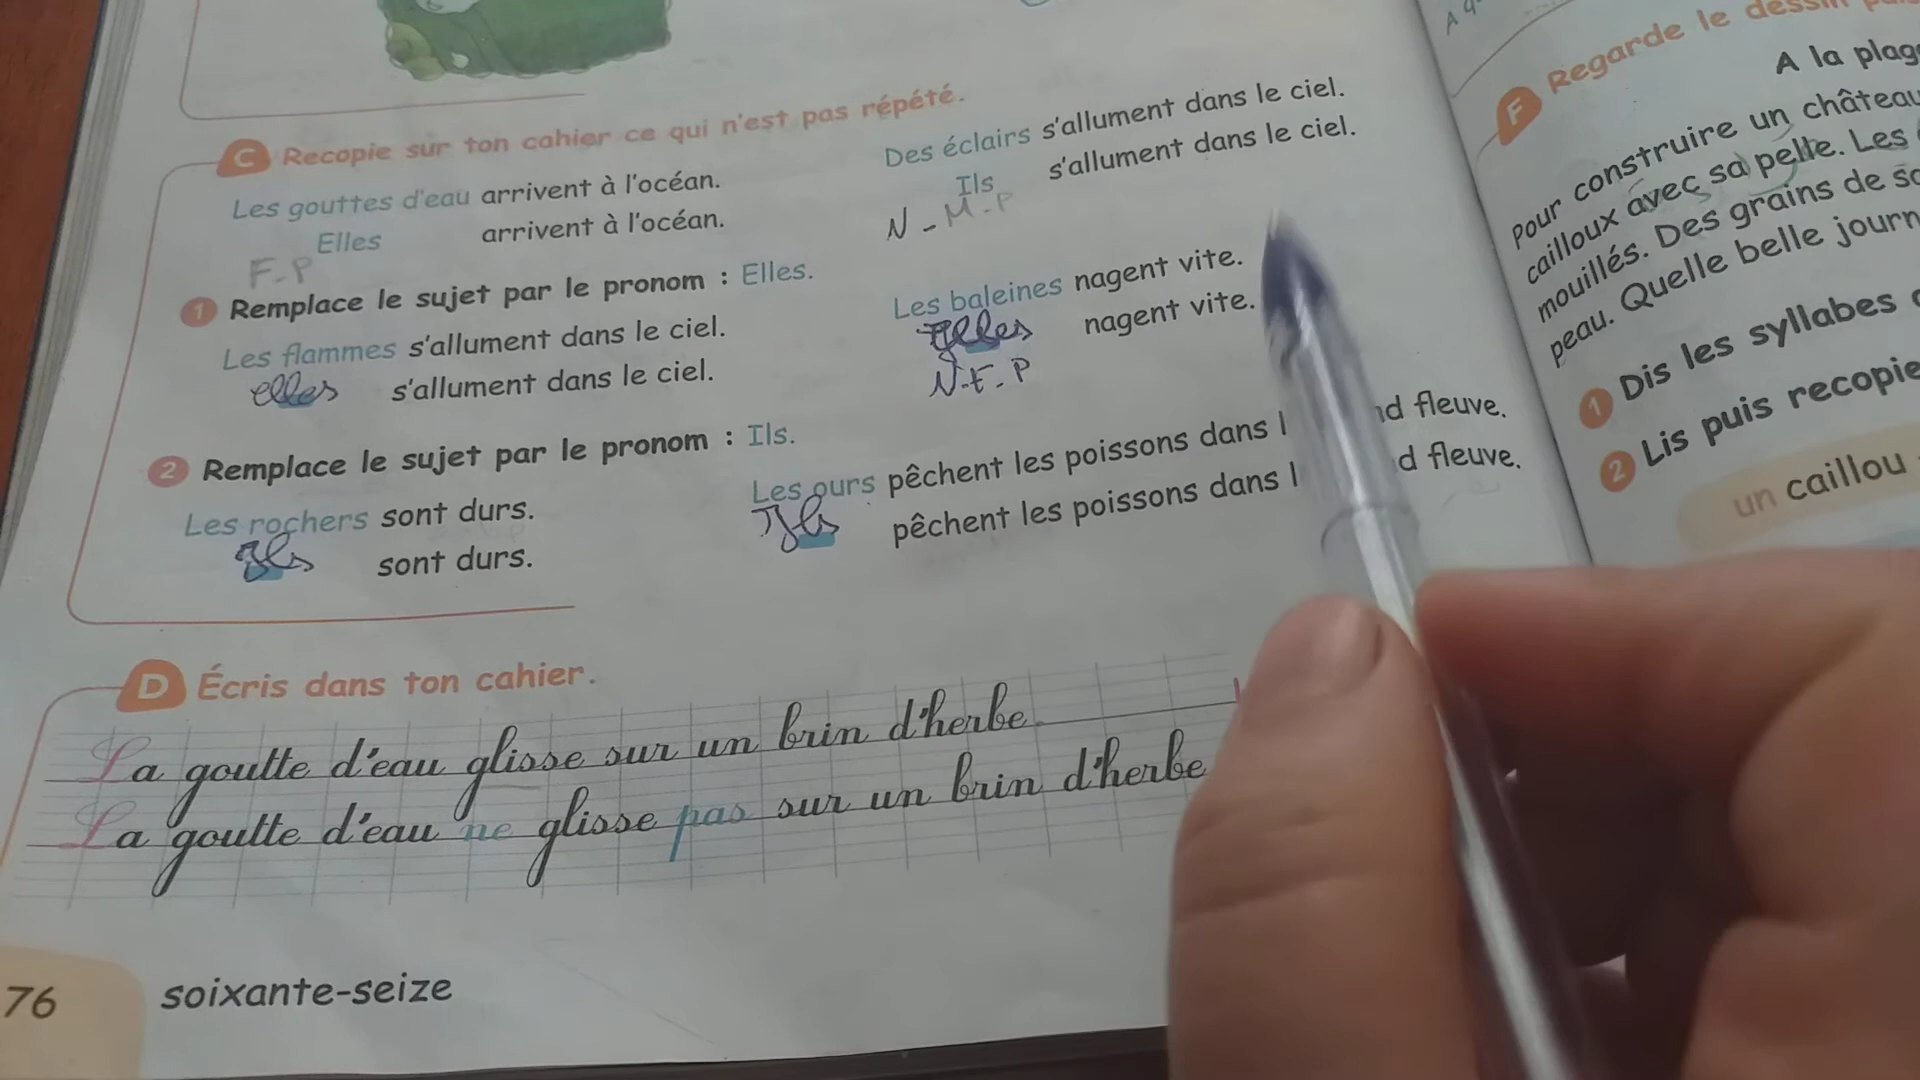 C Recopie sur ton cahier ce qui n'est pas répété.
Les gouttes d'eau arrivent à l'océan.
Elles arrivent à l'océan.
F-P
Des éclairs s'allument dans le ciel.
Ils s'allument dans le ciel.
N-M-P
1 Remplace le sujet par le pronom : Elles.
Les flammes s'allument dans le ciel.
elles s'allument dans le ciel.
Les baleines nagent vite.
elles nagent vite.
N-F-P
2 Remplace le sujet par le pronom : Ils.
Les rochers sont durs.
Ils sont durs.
Les ours pêchent les poissons dans l nd fleuve.
Ils pêchent les poissons dans l d fleuve.
D Écris dans ton cahier.
La goutte d'eau glisse sur un brin d'herbe
La goutte d'eau ne glisse pas sur un brin d'herbe
76 soixante-seize
F Regarde le dessin
A la plag
Pour construire un château
cailloux avec sa pelle. Les
mouillés. Des grains de
peau. Quelle belle journ
1 Dis les syllabes
2 Lis puis recopie
un caillou